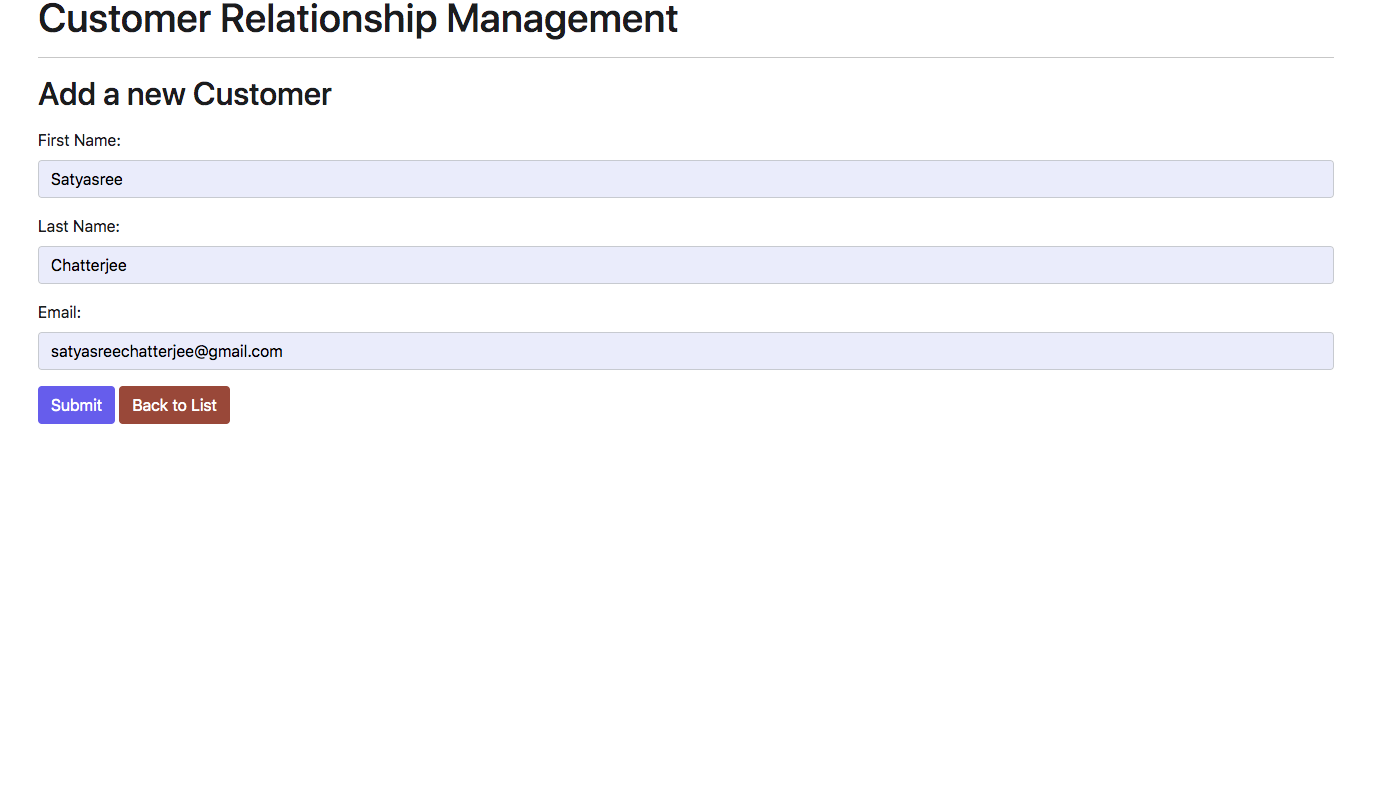 Customer Relationship Management
Add a new Customer
First Name:
Satyasree
Last Name:
Chatterjee
Email:
satyasreechatterjee@gmail.com
Submit Back to List